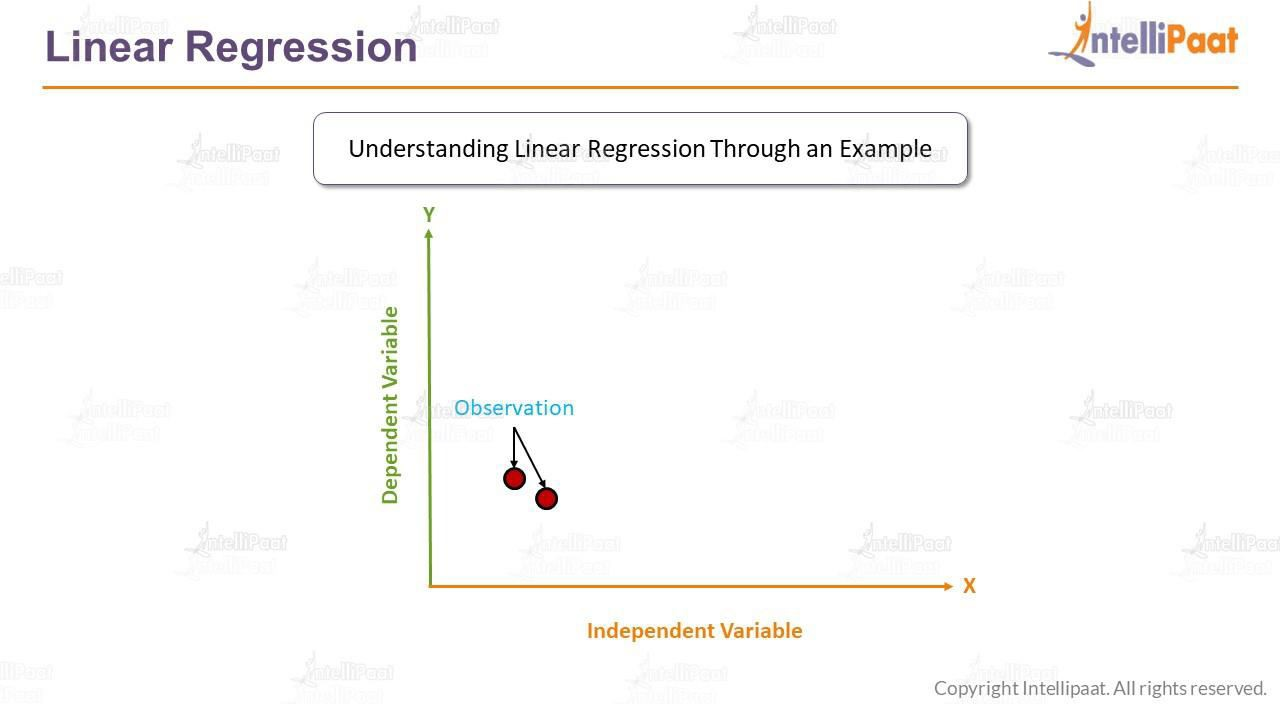 Linear Regression
IntelliPaat
Understanding Linear Regression Through an Example
Y
Dependent Variable
Observation
X
Independent Variable
Copyright Intellipaat. All rights reserved.